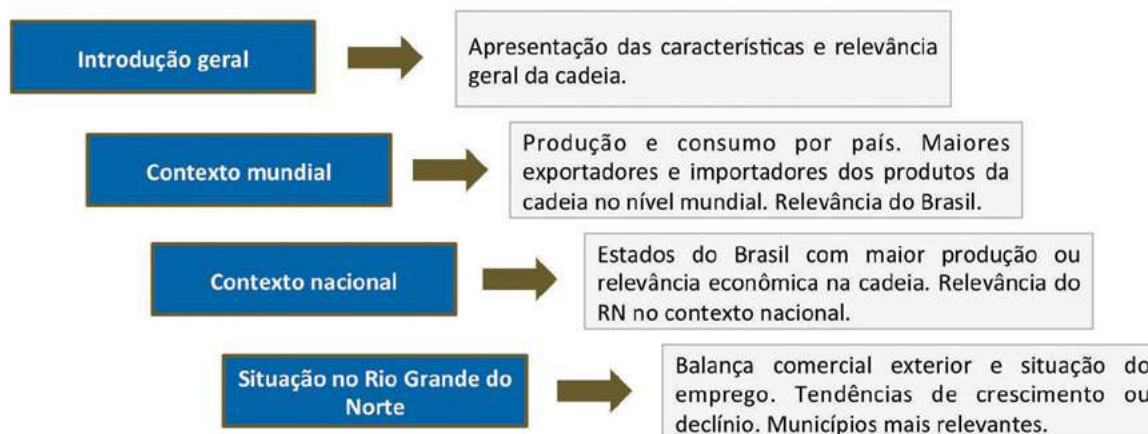 Introdução geral
Apresentação das características e relevância
geral da cadeia.
Contexto mundial
Produção e consumo por país. Maiores
exportadores e importadores dos produtos da
cadeia no nível mundial. Relevância do Brasil.
Contexto nacional
Estados do Brasil com maior produção ou
relevância econômica na cadeia. Relevância do
RN no contexto nacional.
Situação no Rio Grande do
Norte
Balança comercial exterior e situação do
emprego. Tendências de crescimento ou
declínio. Municípios mais relevantes.